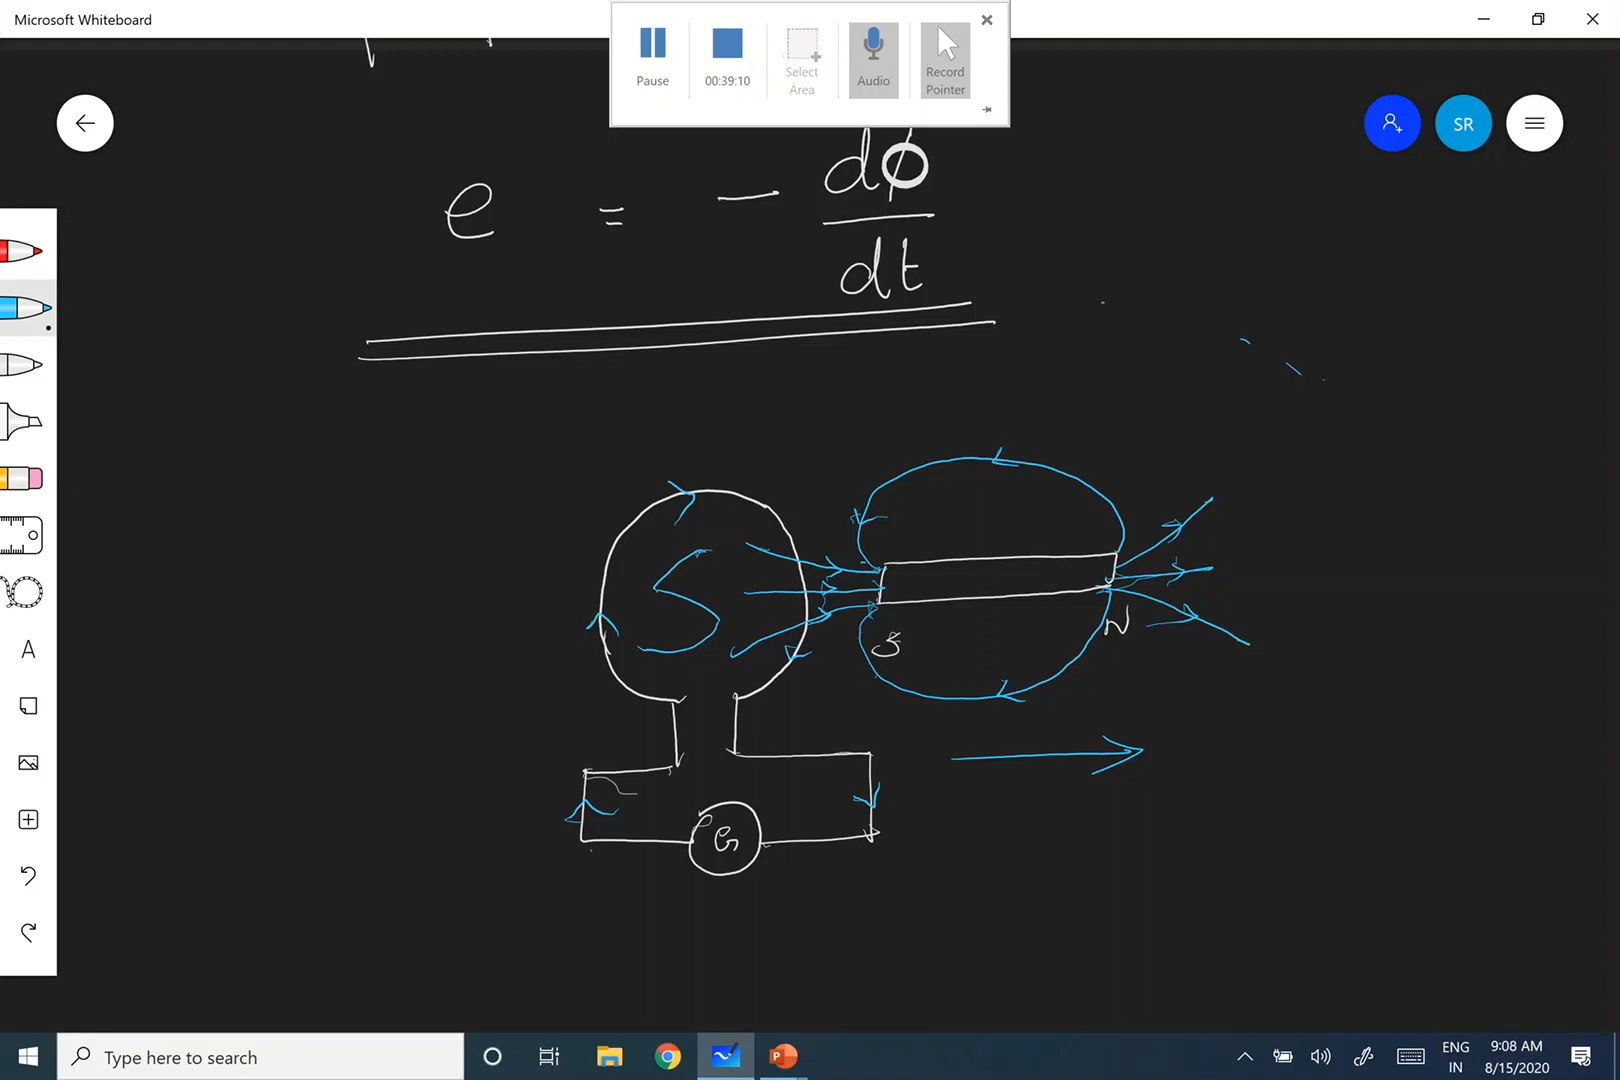 Microsoft Whiteboard
Pause
00:39:10
Select Area
Audio
Record Pointer
SR
e = - dϕ/dt
S
S
N
G
A
Type here to search
ENG
IN
9:08 AM
8/15/2020